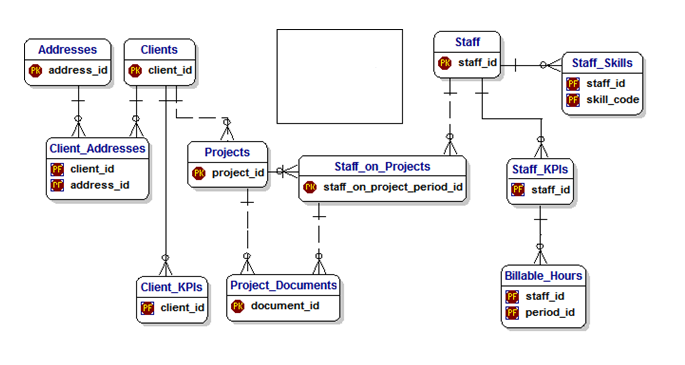 Addresses
PK address_id
Clients
PK client_id
Staff
PK staff_id
Staff_Skills
PF staff_id
PF skill_code
Client_Addresses
PF client_id
PF address_id
Projects
PK project_id
Staff_on_Projects
PK staff_on_project_period_id
Staff_KPIs
PF staff_id
Client_KPIs
PF client_id
Project_Documents
PK document_id
Billable_Hours
PF staff_id
PF period_id